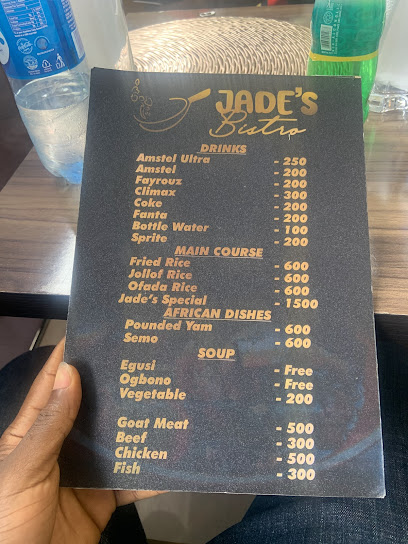 JADE'S
Bistro
DRINKS
Amstel Ultra - 250
Amstel - 200
Fayrouz - 200
Climax - 300
Coke - 200
Fanta - 200
Bottle Water - 100
Sprite - 200
MAIN COURSE
Fried Rice - 600
Jollof Rice - 600
Ofada Rice - 600
Jade's Special - 1500
AFRICAN DISHES
Pounded Yam - 600
Semo - 600
SOUP
Egusi - Free
Ogbono - Free
Vegetable - 200
Goat Meat - 500
Beef - 300
Chicken - 500
Fish - 300